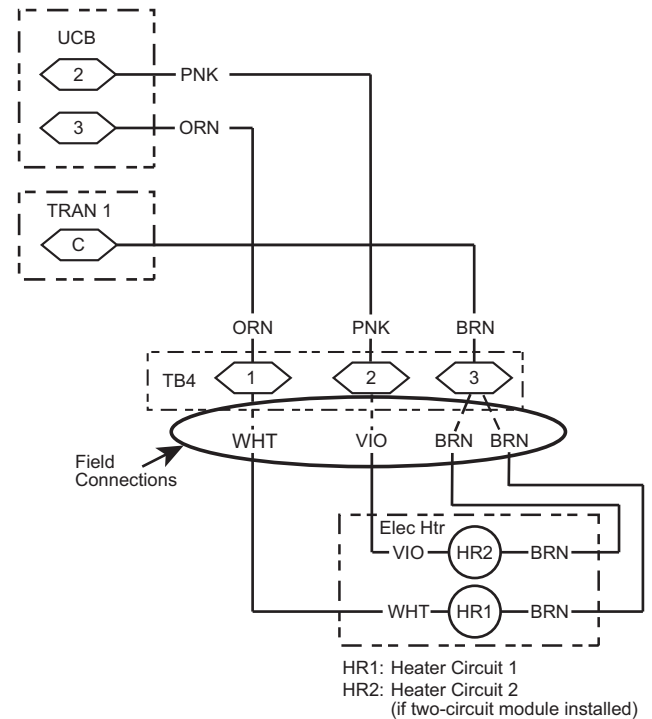 UCB
2
PNK
3
ORN
TRAN 1
C
ORN
PNK
BRN
TB4
1
2
3
WHT
VIO
BRN
BRN
Field
Connections
Elec Htr
VIO
HR2
BRN
WHT
HR1
BRN
HR1: Heater Circuit 1
HR2: Heater Circuit 2
(if two-circuit module installed)